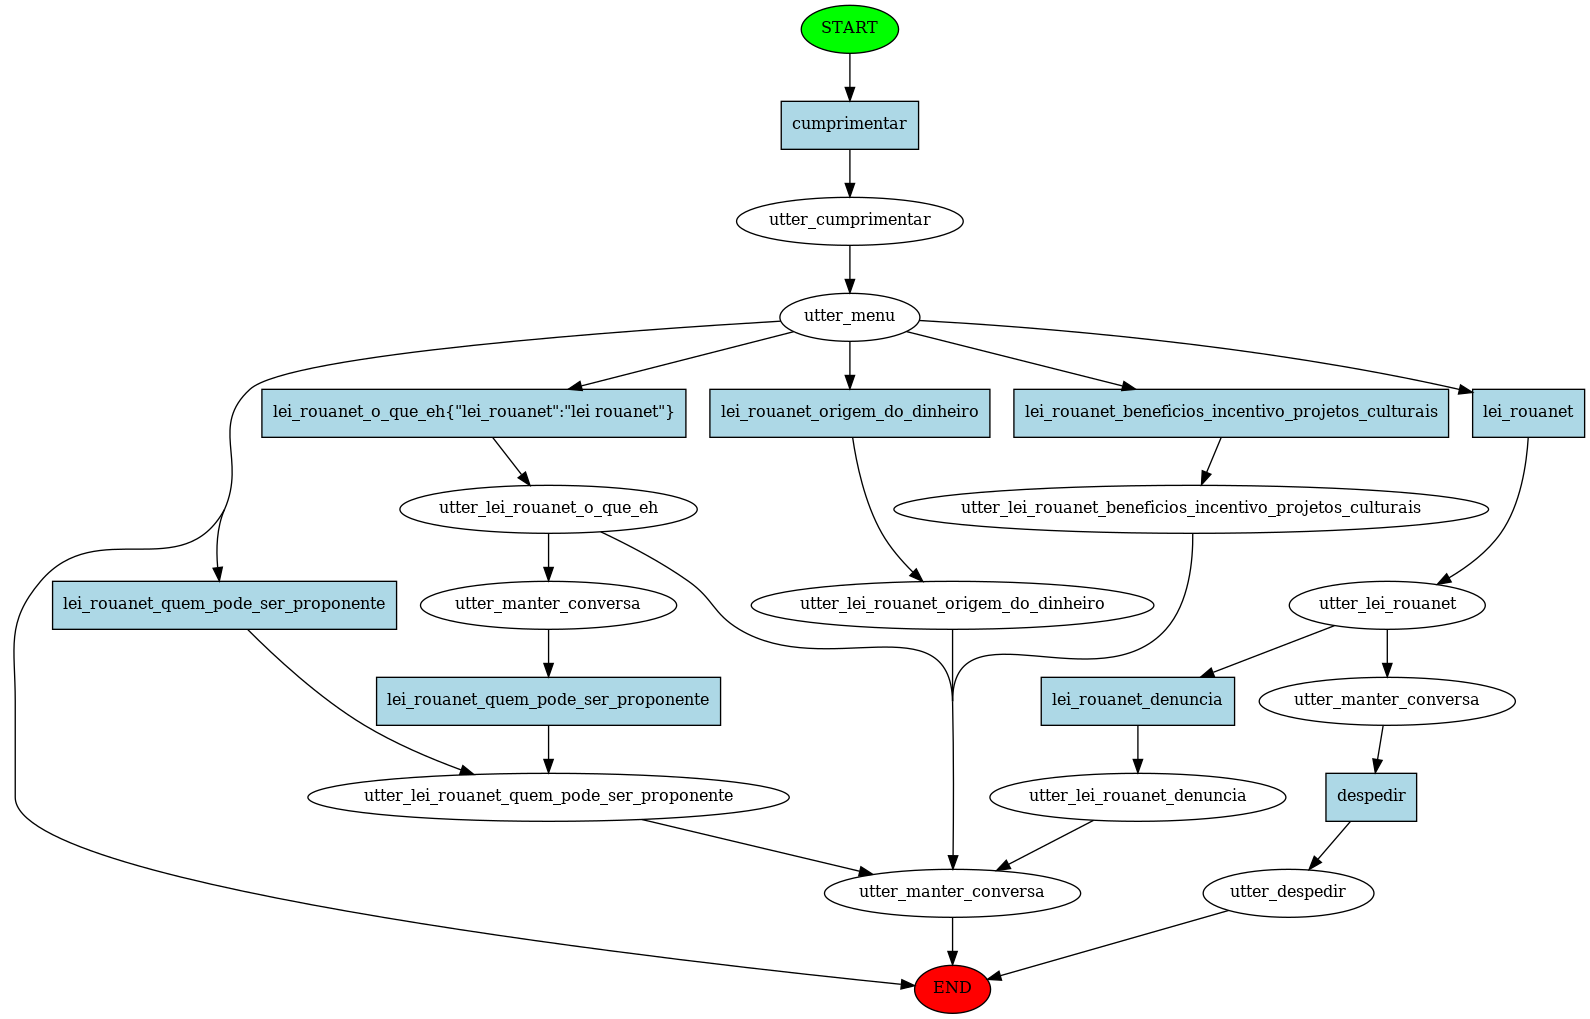 START
cumprimentar
utter_cumprimentar
utter_menu
lei_rouanet_o_que_eh{"lei_rouanet":"lei rouanet"}
lei_rouanet_origem_do_dinheiro
lei_rouanet_beneficios_incentivo_projetos_culturais
lei_rouanet
utter_lei_rouanet_o_que_eh
utter_lei_rouanet_beneficios_incentivo_projetos_culturais
lei_rouanet_quem_pode_ser_proponente
utter_manter_conversa
utter_lei_rouanet_origem_do_dinheiro
utter_lei_rouanet
lei_rouanet_quem_pode_ser_proponente
lei_rouanet_denuncia
utter_manter_conversa
utter_lei_rouanet_quem_pode_ser_proponente
utter_lei_rouanet_denuncia
despedir
utter_manter_conversa
utter_despedir
END